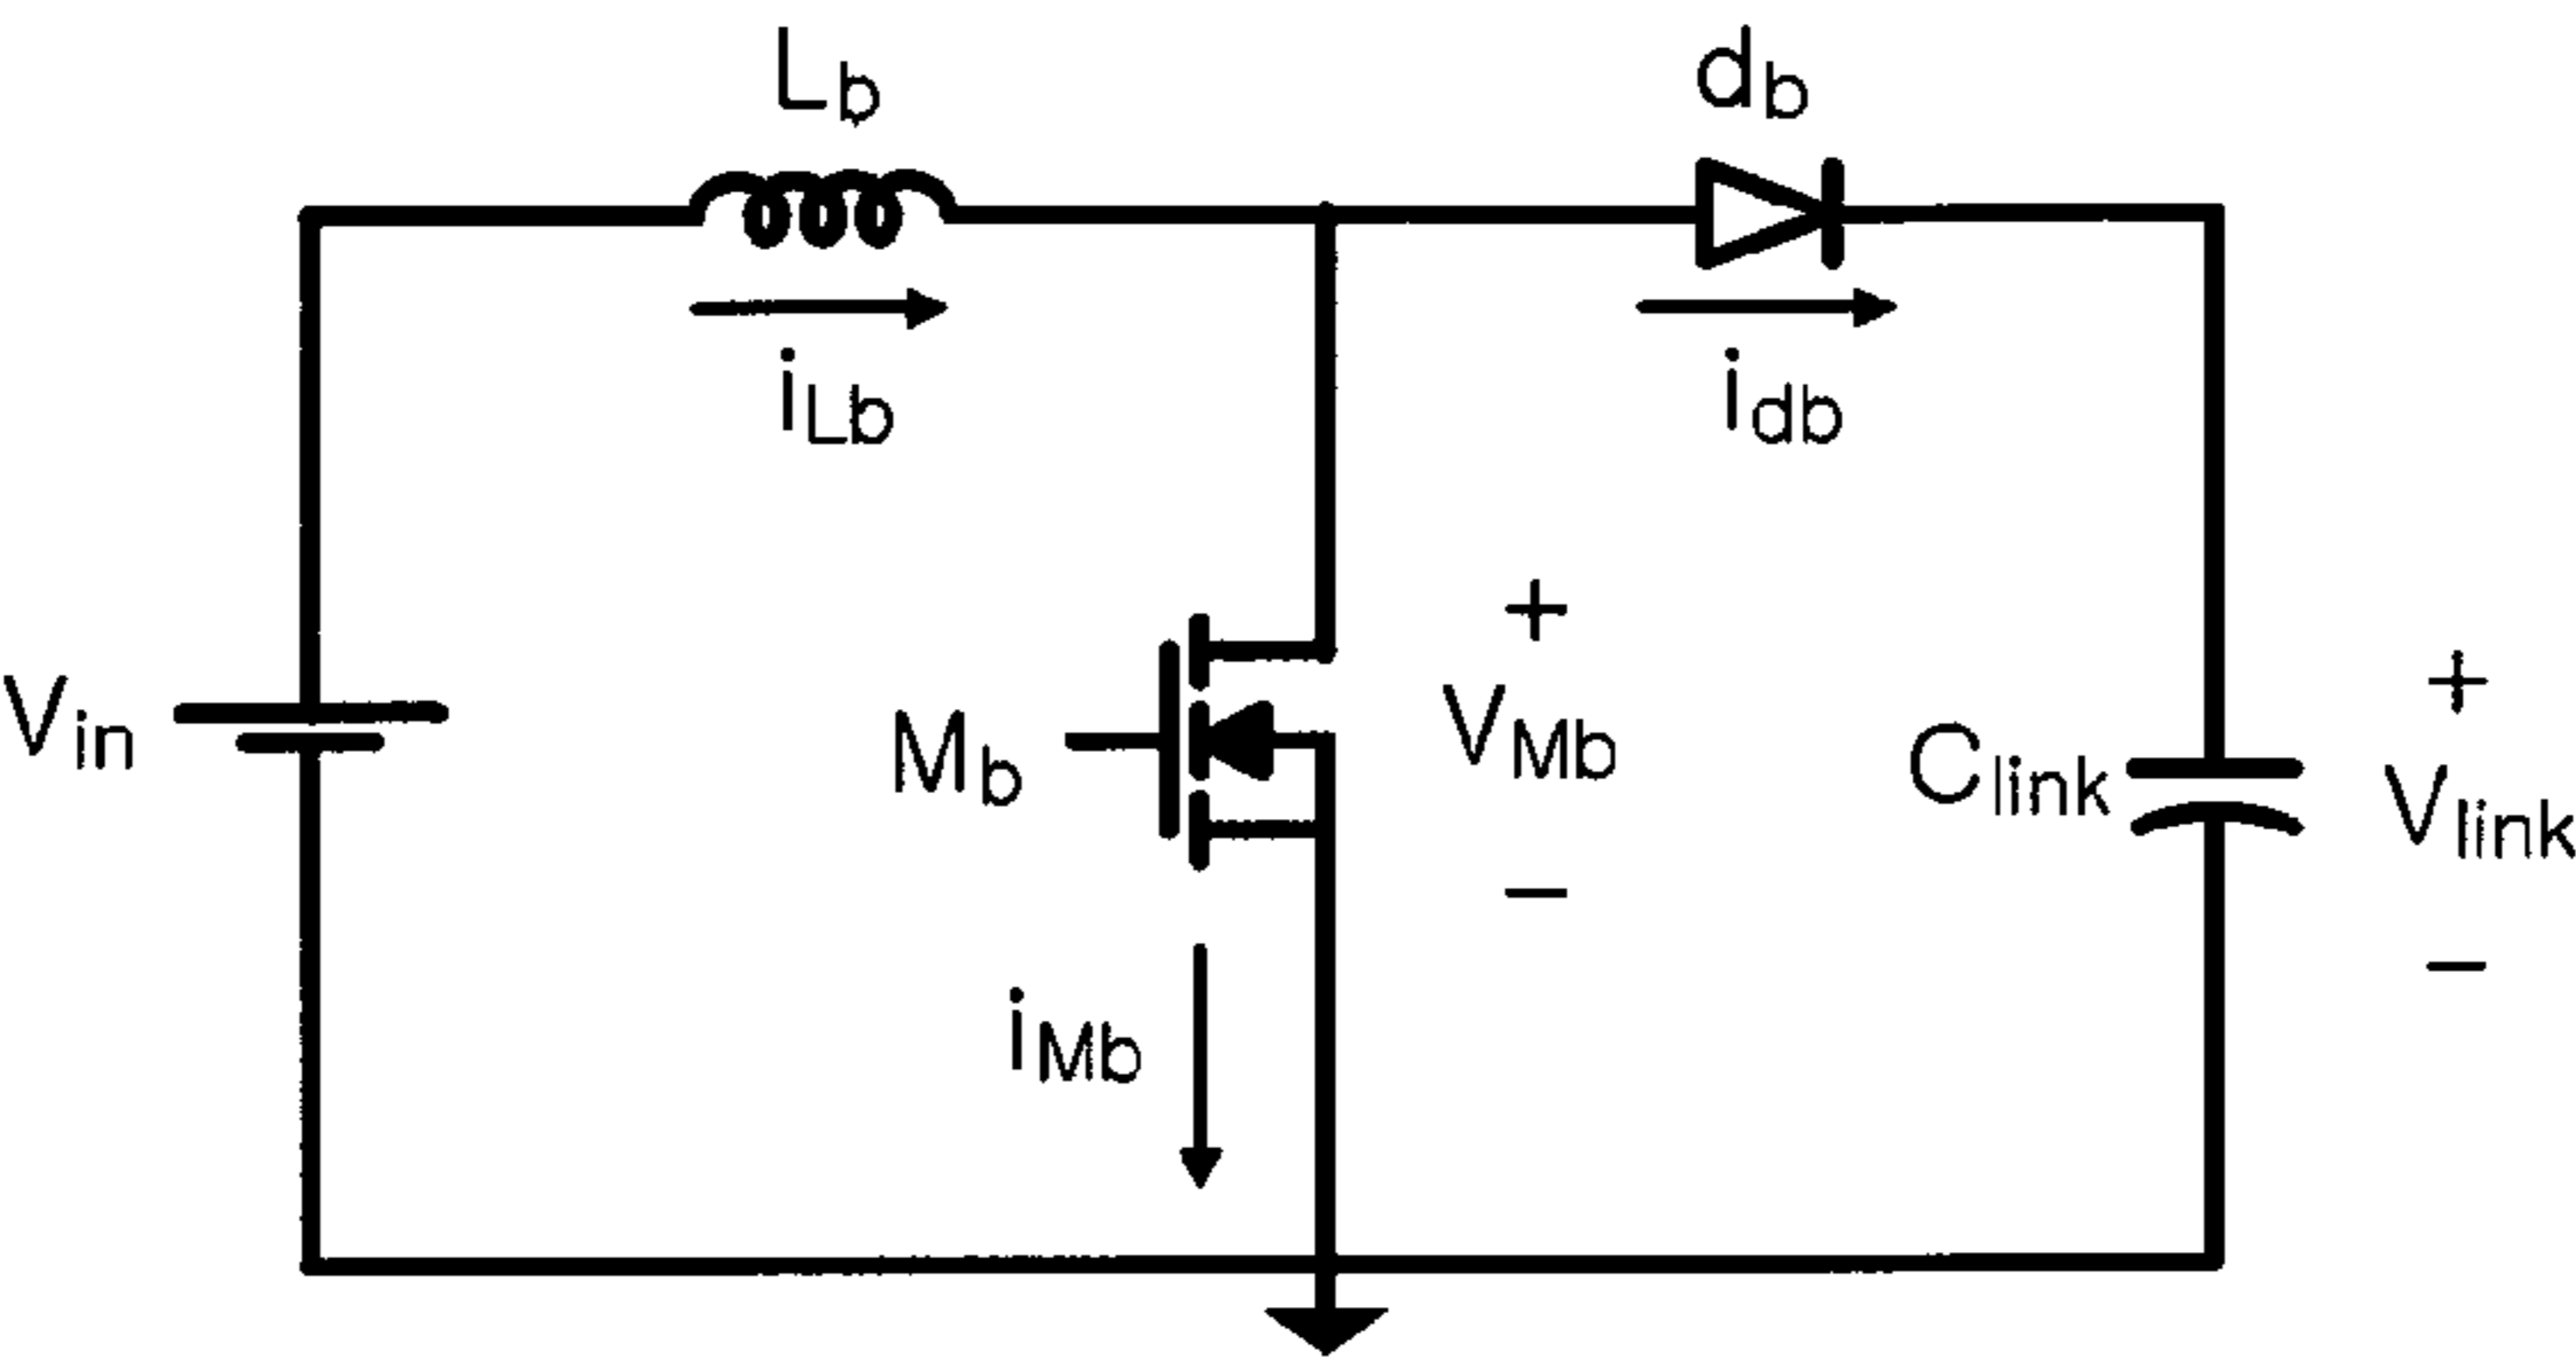 Lb
db
iLb
idb
Vin
Mb
+
VMb
−
Clink
+
Vlink
−
iMb